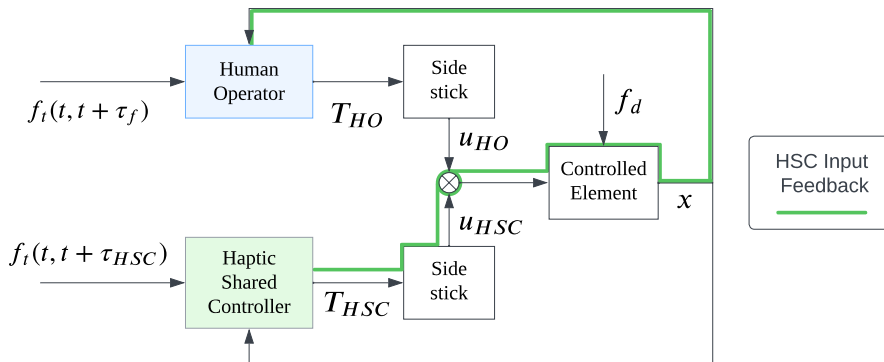 Human
Operator
Side
stick
f_t(t, t + τ_f)
T_HO
f_d
u_HO
Controlled
Element
HSC Input
Feedback
x
u_HSC
f_t(t, t + τ_HSC)
Haptic
Shared
Controller
Side
stick
T_HSC